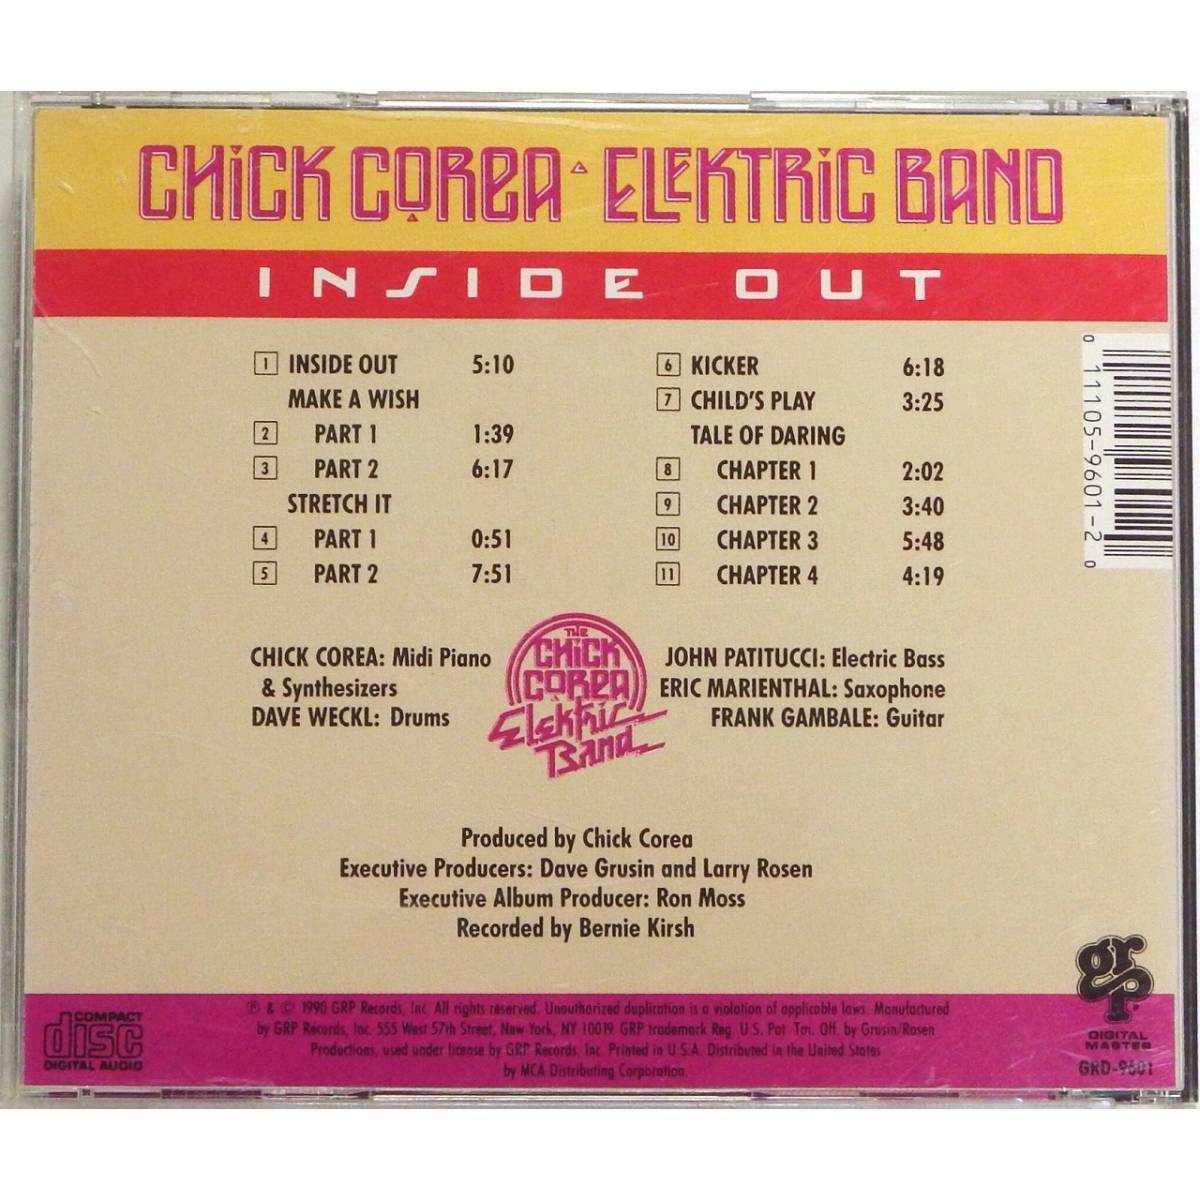 CHICK COREA ELEKTRIC BAND
INSIDE OUT
1 INSIDE OUT 5:10
MAKE A WISH
2 PART 1 1:39
3 PART 2 6:17
STRETCH IT
4 PART 1 0:51
5 PART 2 7:51
6 KICKER 6:18
7 CHILD'S PLAY 3:25
TALE OF DARING
8 CHAPTER 1 2:02
9 CHAPTER 2 3:40
10 CHAPTER 3 5:48
11 CHAPTER 4 4:19
0 11105-9601-2 0
CHICK COREA: Midi Piano
& Synthesizers
DAVE WECKL: Drums
THE
CHICK
COREA
Elektric
Band
JOHN PATITUCCI: Electric Bass
ERIC MARIENTHAL: Saxophone
FRANK GAMBALE: Guitar
Produced by Chick Corea
Executive Producers: Dave Grusin and Larry Rosen
Executive Album Producer: Ron Moss
Recorded by Bernie Kirsh
COMPACT
disc
DIGITAL AUDIO
℗ & © 1990 GRP Records, Inc. All rights reserved. Unauthorized duplication is a violation of applicable laws. Manufactured
by GRP Records, Inc. 555 West 57th Street, New York, NY 10019 GRP trademark Reg. U.S. Pat. Tm. Off. by Grusin/Rosen
Productions, used under license by GRP Records, Inc. Printed in U.S.A. Distributed in the United States
by MCA Distributing Corporation.
grp
DIGITAL
MASTER
GRD-9601